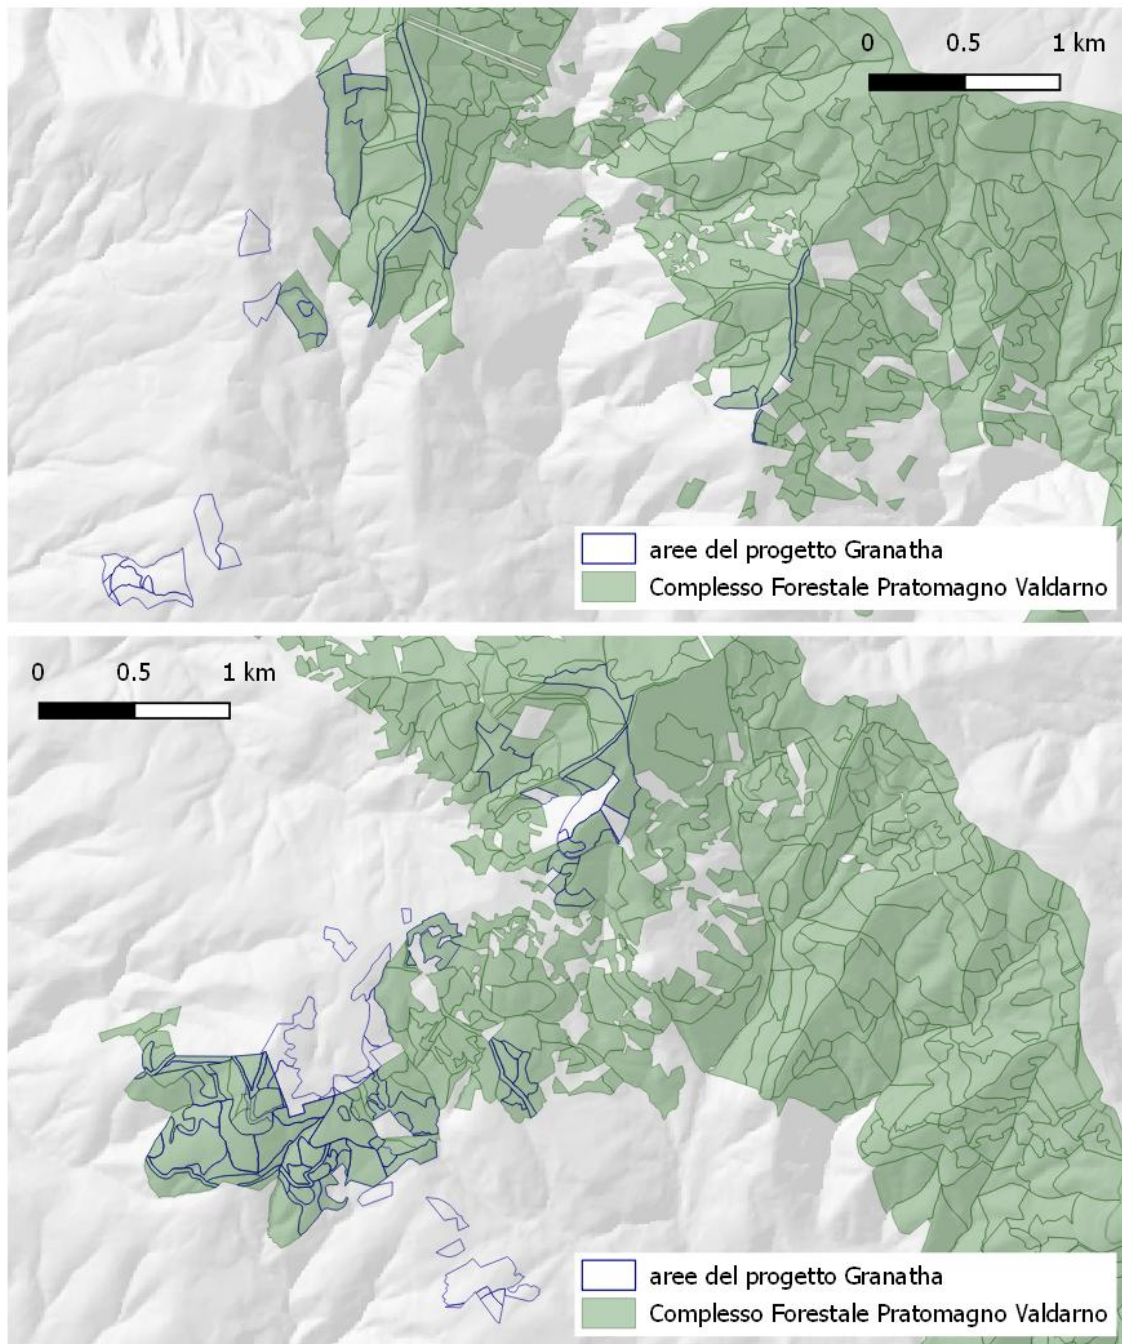 0 0.5 1 km
aree del progetto Granatha
Complesso Forestale Pratomagno Valdarno
0 0.5 1 km
aree del progetto Granatha
Complesso Forestale Pratomagno Valdarno